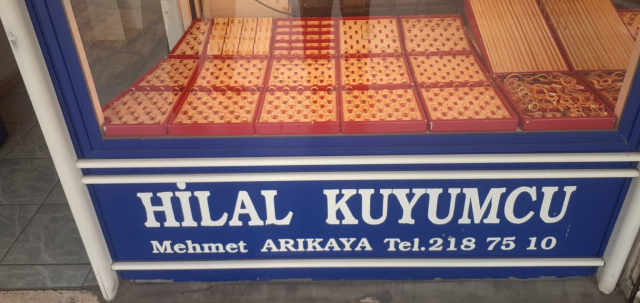 HİLAL KUYUMCU
Mehmet ARIKAYA Tel.218 75 10